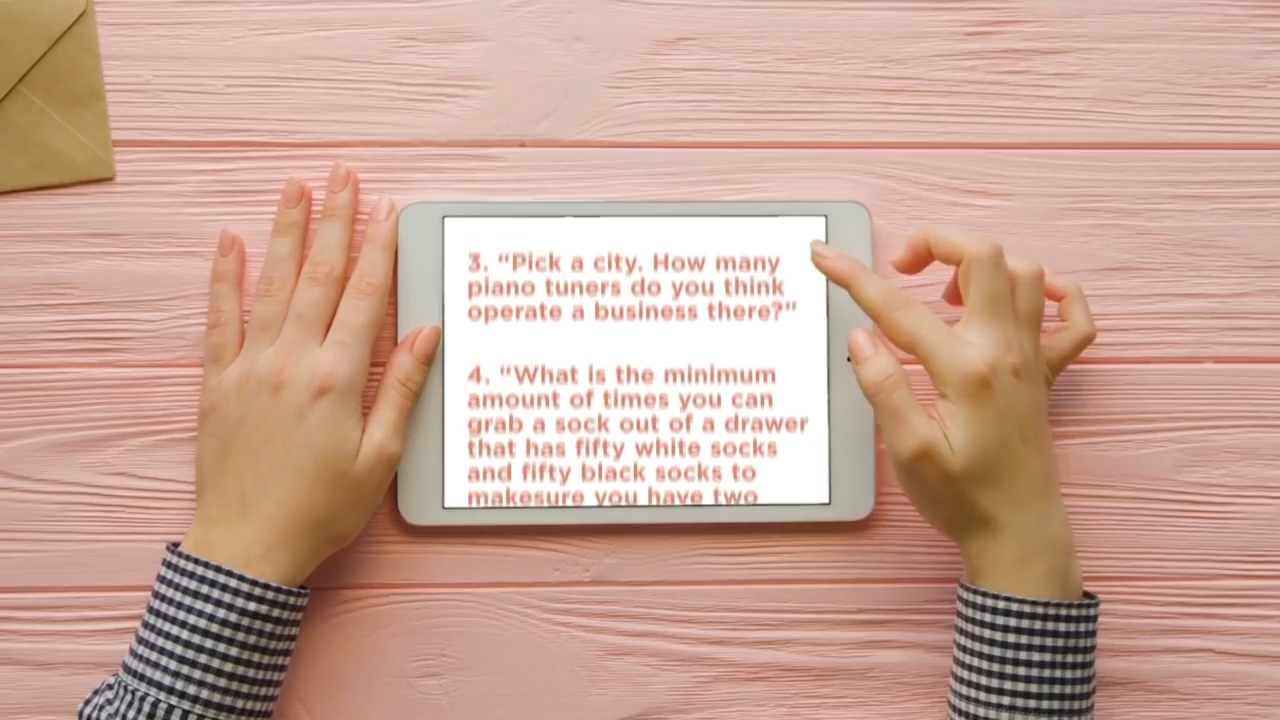 3. “Pick a city. How many
piano tuners do you think
operate a business there?”
4. “What is the minimum
amount of times you can
grab a sock out of a drawer
that has fifty white socks
and fifty black socks to
makesure you have two